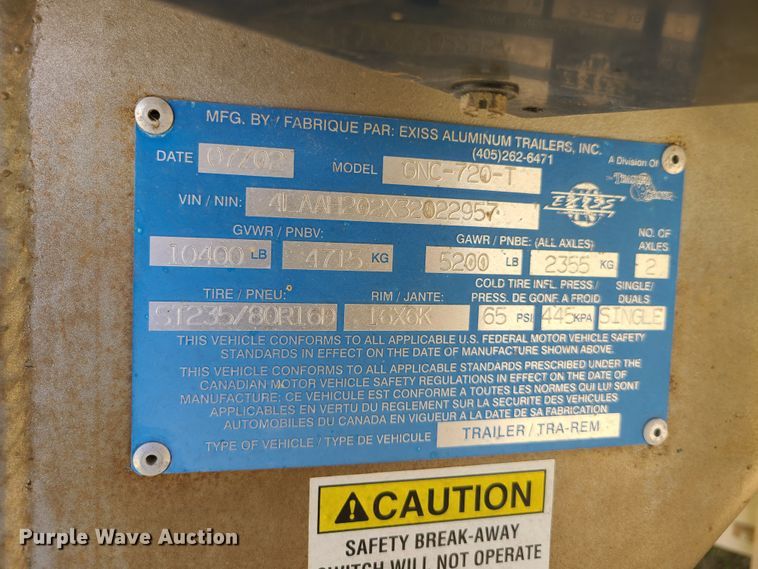 MFG. BY / FABRIQUE PAR: EXISS ALUMINUM TRAILERS, INC.
(405)262-6471
DATE 07/02 MODEL GNC-720-T A Division Of
VIN / NIN: 4LAAH202X32022957 EXISS
GVWR / PNBV: GAWR / PNBE: (ALL AXLES) NO. OF AXLES
10400 LB 4715 KG 5200 LB 2355 KG 2
TIRE / PNEU: RIM / JANTE: COLD TIRE INFL. PRESS / PRESS. DE GONF. A FROID SINGLE/ DUALS
ST235/80R16D 16X6K 65 PSI 445 KPA SINGLE
THIS VEHICLE CONFORMS TO ALL APPLICABLE U.S. FEDERAL MOTOR VEHICLE SAFETY
STANDARDS IN EFFECT ON THE DATE OF MANUFACTURE SHOWN ABOVE.
THIS VEHICLE CONFORMS TO ALL APPLICABLE STANDARDS PRESCRIBED UNDER THE
CANADIAN MOTOR VEHICLE SAFETY REGULATIONS IN EFFECT ON THE DATE OF
MANUFACTURE: CE VEHICULE EST CONFORME A TOUTES LES NORMES QUI LUI SONT
APPLICABLES EN VERTU DU REGLEMENT SUR LA SECURITE DES VEHICULES
AUTOMOBILES DU CANADA EN VIGUEUR A LA DATE DE SA FABRICATION
TYPE OF VEHICLE / TYPE DE VEHICULE TRAILER / TRA-REM
CAUTION
SAFETY BREAK-AWAY
SWITCH WILL NOT OPERATE
Purple Wave Auction